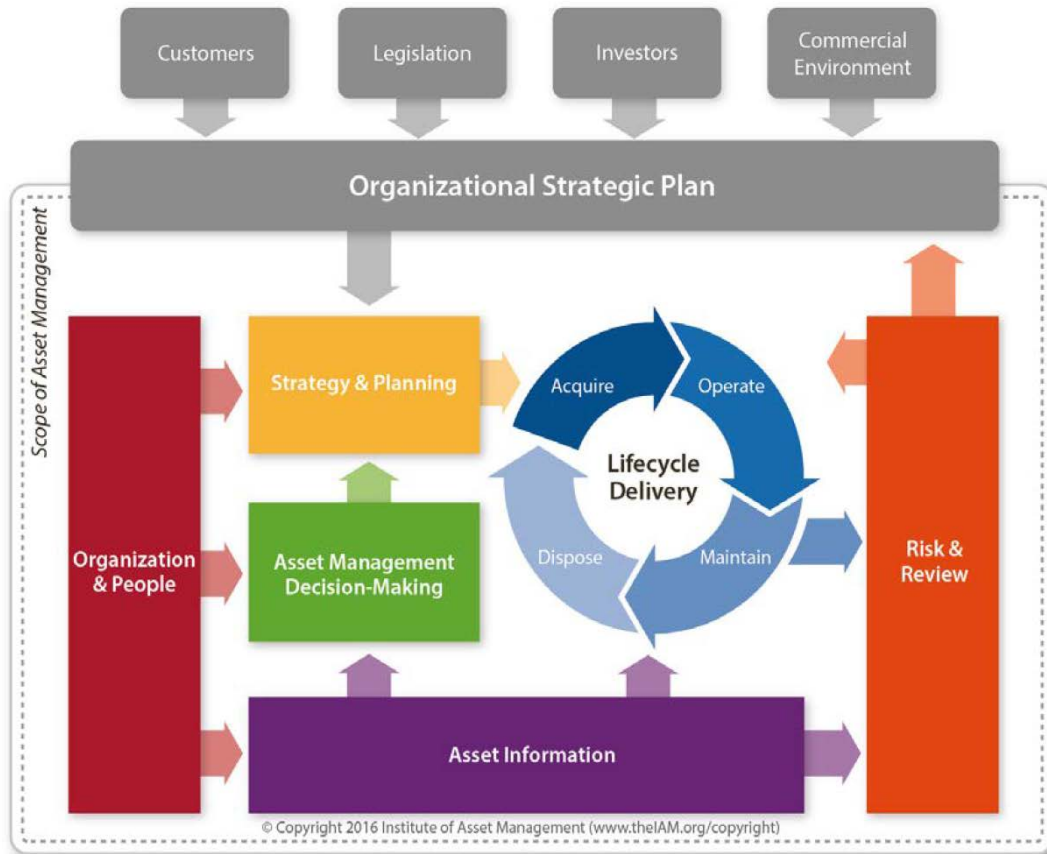 Customers
Legislation
Investors
Commercial
Environment
Organizational Strategic Plan
Scope of Asset Management
Strategy & Planning
Acquire
Operate
Lifecycle
Delivery
Organization
& People
Asset Management
Decision-Making
Dispose
Maintain
Risk &
Review
Asset Information
© Copyright 2016 Institute of Asset Management (www.theIAM.org/copyright)